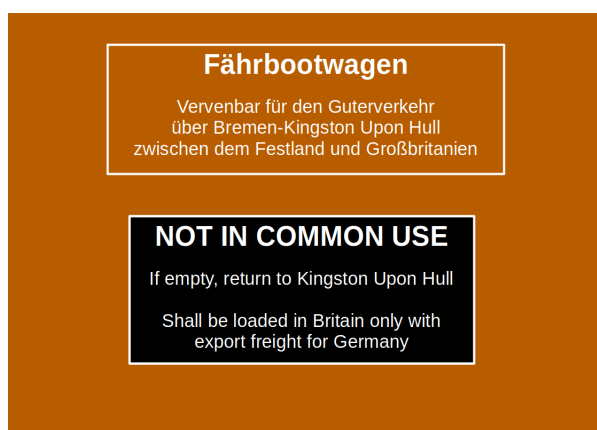 Fährbootwagen
Vervenbar für den Guterverkehr
über Bremen-Kingston Upon Hull
zwischen dem Festland und Großbritanien
NOT IN COMMON USE
If empty, return to Kingston Upon Hull
Shall be loaded in Britain only with
export freight for Germany